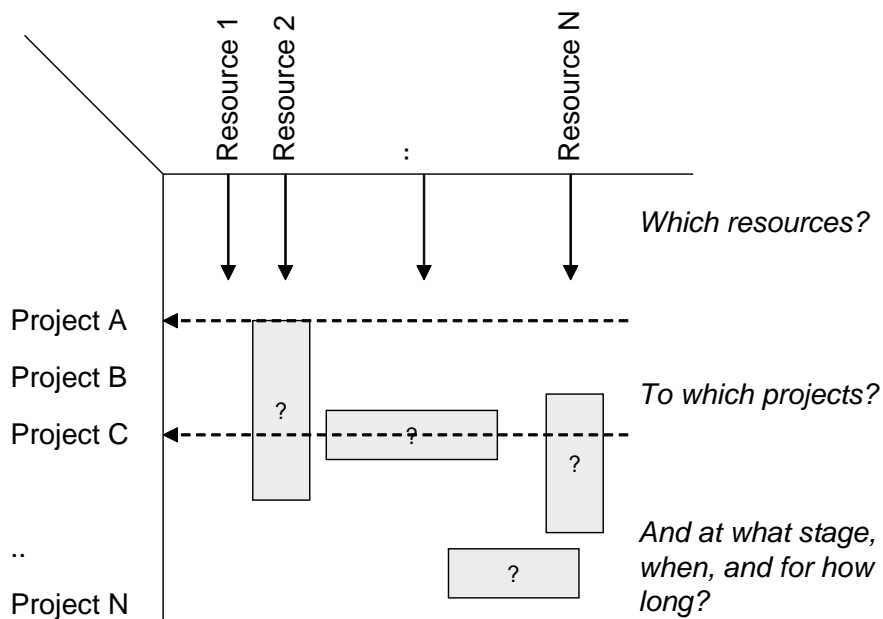 Resource 1
Resource 2
..
Resource N
Which resources?
Project A
Project B
To which projects?
?
Project C
?
?
And at what stage,
when, and for how
long?
..
?
Project N